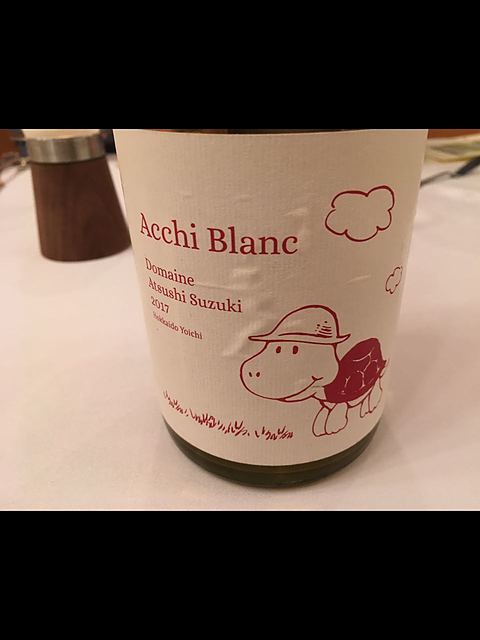 Acchi Blanc
Domaine
Atsushi Suzuki
2017
Hokkaido Yoichi